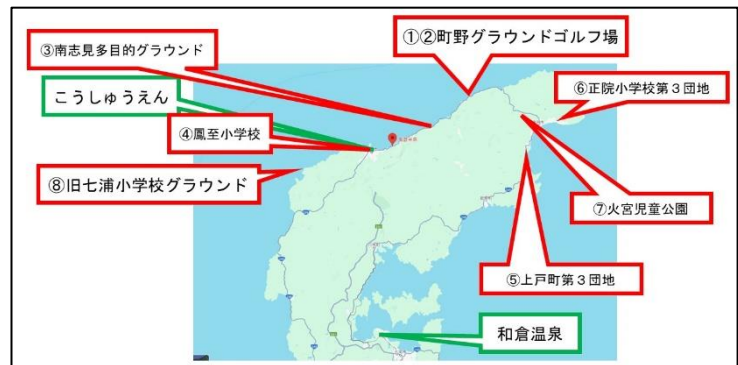 ③南志見多目的グラウンド
①②町野グラウンドゴルフ場
こうしゅうえん
⑥正院小学校第3団地
④鳳至小学校
⑧旧七浦小学校グラウンド
⑦火宮児童公園
⑤上戸町第3団地
和倉温泉